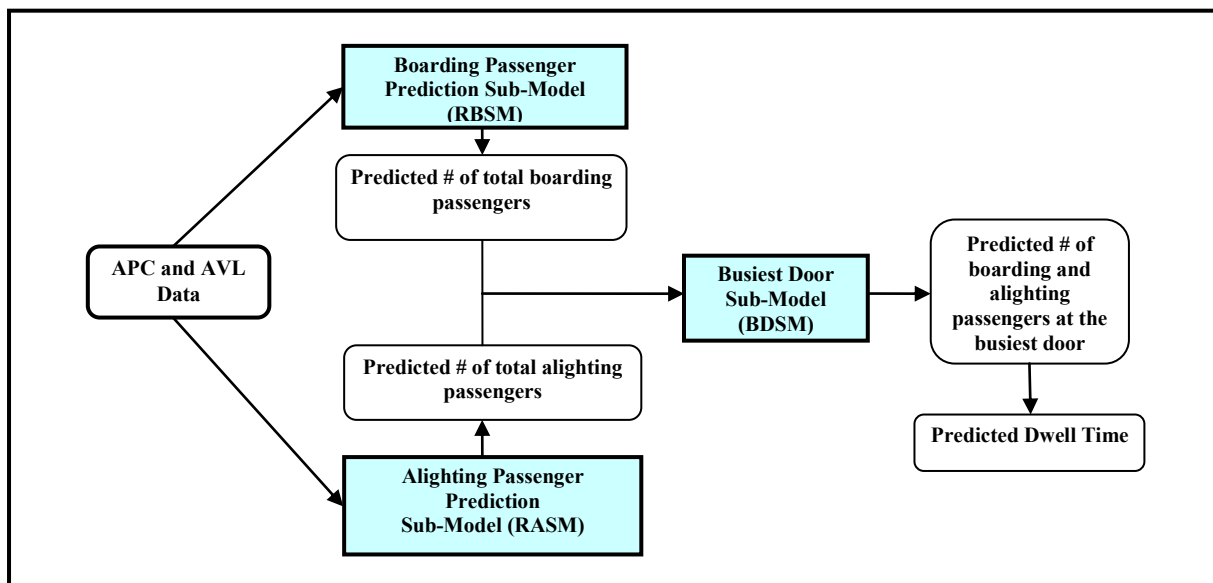 Boarding Passenger
Prediction Sub-Model
(RBSM)
Predicted # of total boarding
passengers
APC and AVL
Data
Busiest Door
Sub-Model
(BDSM)
Predicted # of
boarding and
alighting
passengers at the
busiest door
Predicted # of total alighting
passengers
Predicted Dwell Time
Alighting Passenger
Prediction
Sub-Model (RASM)